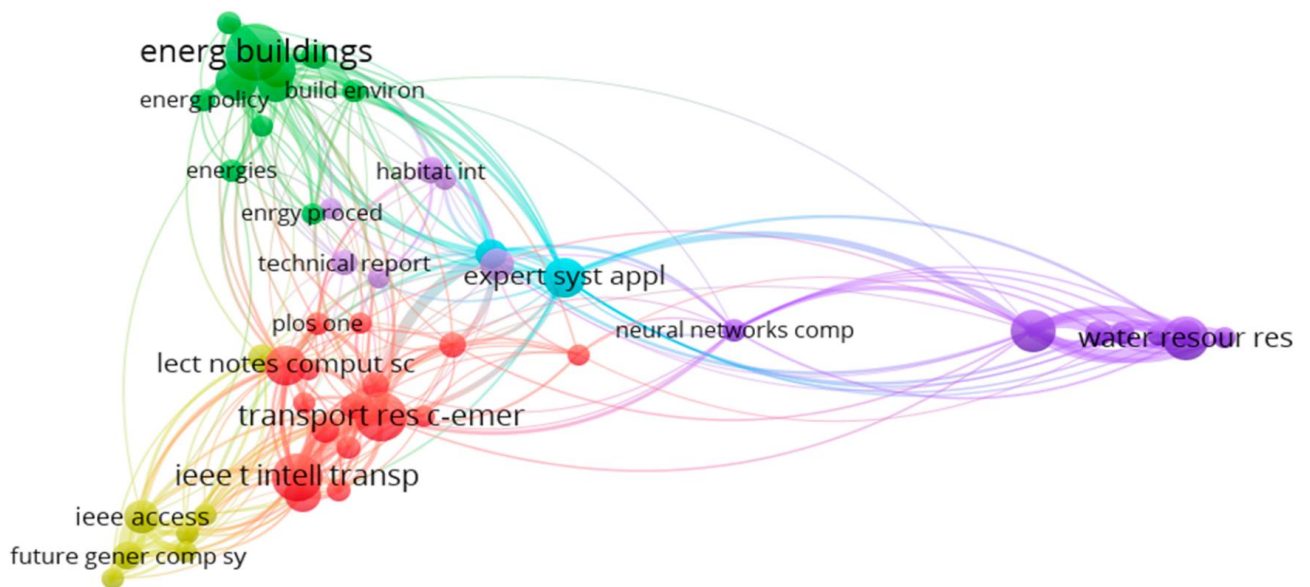 energ buildings
energ policy
build environ
energies
habitat int
enrgy proced
technical report
expert syst appl
plos one
neural networks comp
water resour res
lect notes comput sc
transport res c-emer
ieee t intell transp
ieee access
future gener comp sy